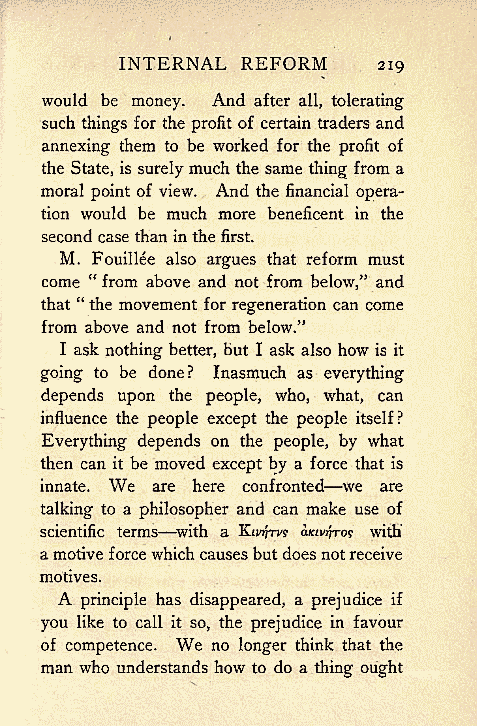 INTERNAL REFORM 219
would be money. And after all, tolerating
such things for the profit of certain traders and
annexing them to be worked for the profit of
the State, is surely much the same thing from a
moral point of view. And the financial opera-
tion would be much more beneficent in the
second case than in the first.
M. Fouillée also argues that reform must
come “from above and not from below,” and
that “the movement for regeneration can come
from above and not from below.”
I ask nothing better, but I ask also how is it
going to be done? Inasmuch as everything
depends upon the people, who, what, can
influence the people except the people itself?
Everything depends on the people, by what
then can it be moved except by a force that is
innate. We are here confronted—we are
talking to a philosopher and can make use of
scientific terms—with a Κινήτυς ἀκινήτος with
a motive force which causes but does not receive
motives.
A principle has disappeared, a prejudice if
you like to call it so, the prejudice in favour
of competence. We no longer think that the
man who understands how to do a thing ought